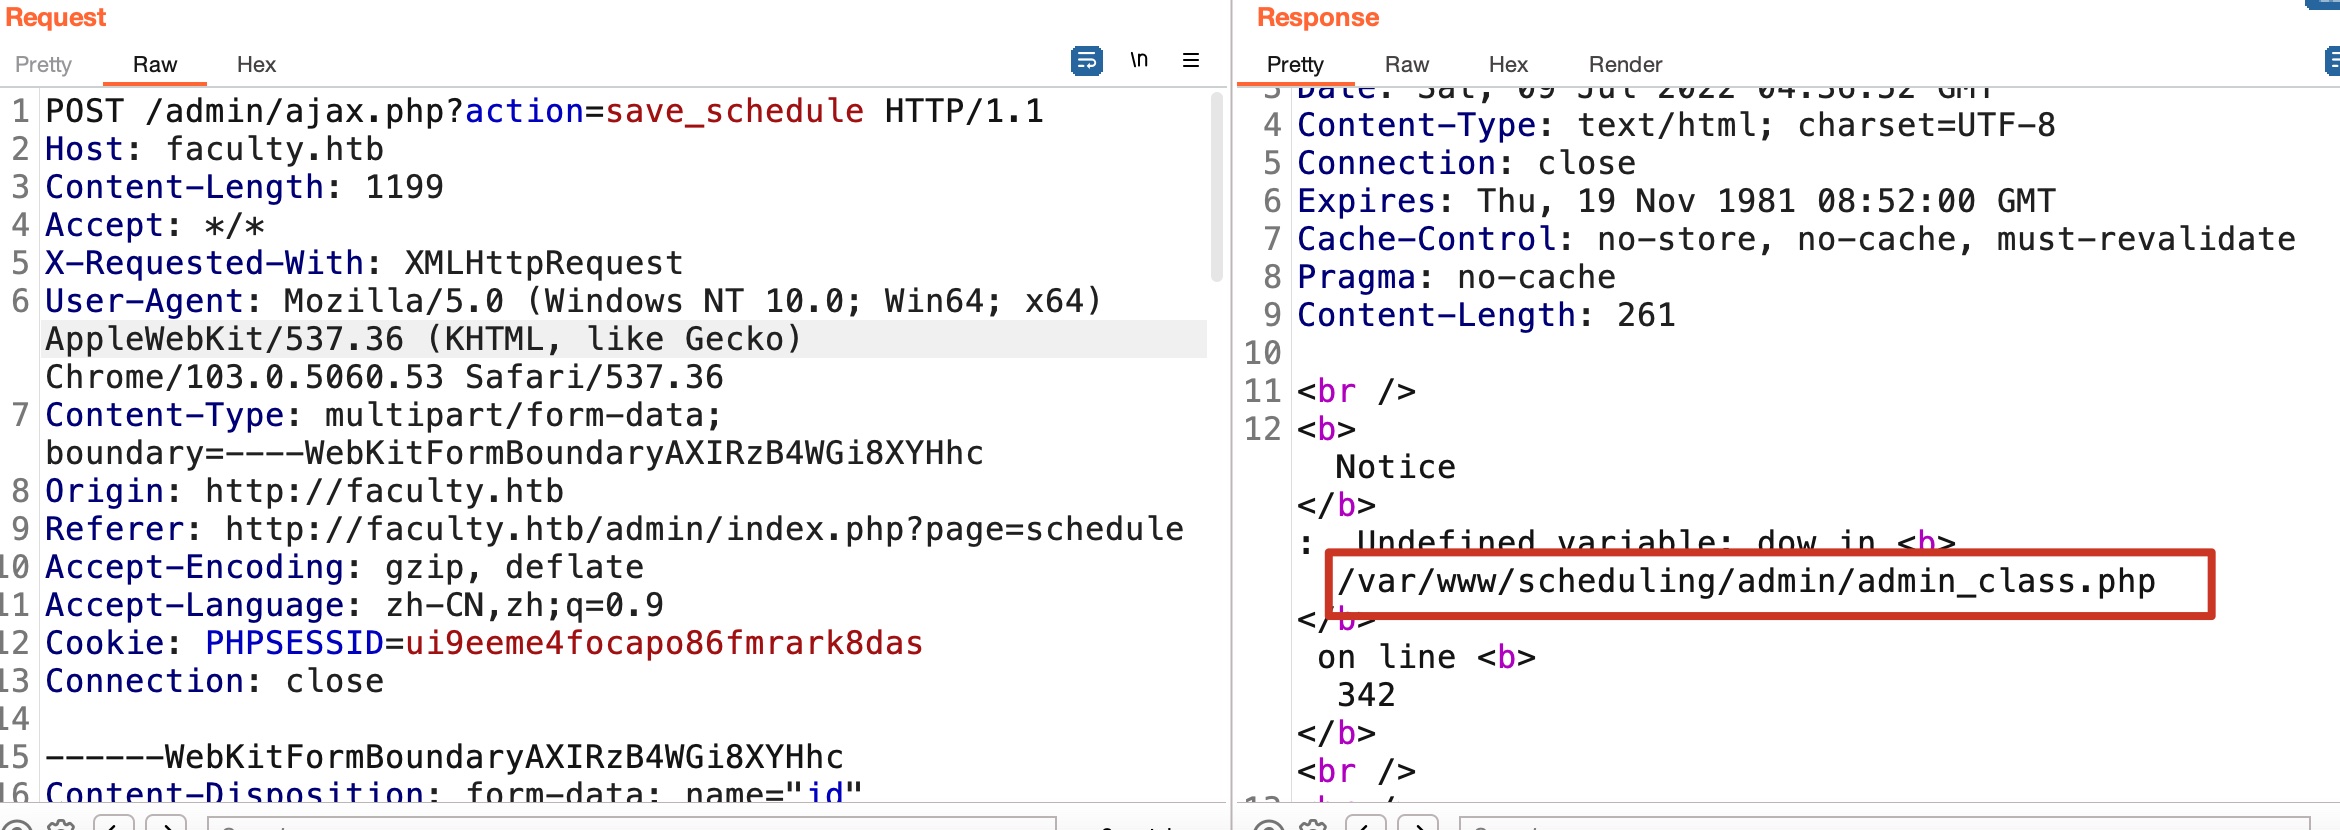 Request
Pretty Raw Hex \n
1 POST /admin/ajax.php?action=save_schedule HTTP/1.1
2 Host: faculty.htb
3 Content-Length: 1199
4 Accept: */*
5 X-Requested-With: XMLHttpRequest
6 User-Agent: Mozilla/5.0 (Windows NT 10.0; Win64; x64)
AppleWebKit/537.36 (KHTML, like Gecko)
Chrome/103.0.5060.53 Safari/537.36
7 Content-Type: multipart/form-data;
boundary=----WebKitFormBoundaryAXIRzB4WGi8XYHhc
8 Origin: http://faculty.htb
9 Referer: http://faculty.htb/admin/index.php?page=schedule
10 Accept-Encoding: gzip, deflate
11 Accept-Language: zh-CN,zh;q=0.9
12 Cookie: PHPSESSID=ui9eeme4focapo86fmrark8das
13 Connection: close
14
15 ------WebKitFormBoundaryAXIRzB4WGi8XYHhc
16 Content-Disposition: form-data; name="id"
Response
Pretty Raw Hex Render
3 Date: Sat, 09 Jul 2022 04:36:52 GMT
4 Content-Type: text/html; charset=UTF-8
5 Connection: close
6 Expires: Thu, 19 Nov 1981 08:52:00 GMT
7 Cache-Control: no-store, no-cache, must-revalidate
8 Pragma: no-cache
9 Content-Length: 261
10
11 <br />
12 <b>
Notice
</b>
: Undefined variable: dow in <b>
/var/www/scheduling/admin/admin_class.php
</b>
on line <b>
342
</b>
<br />